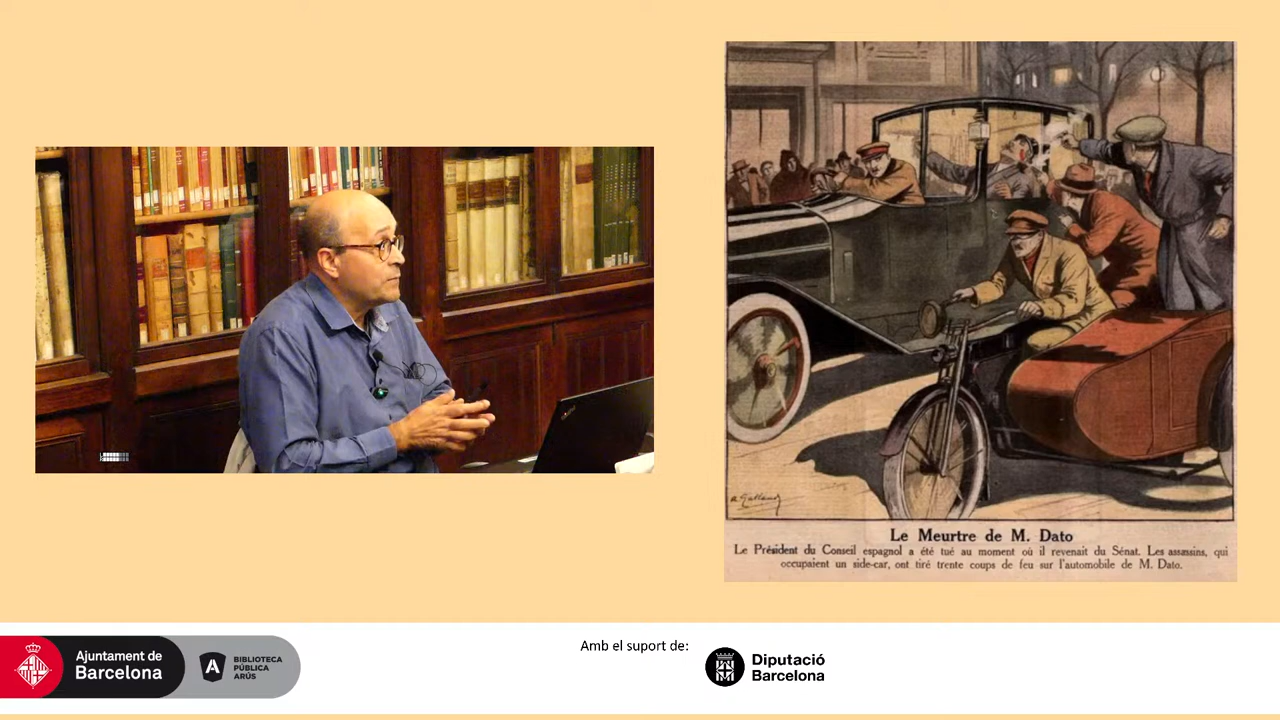 A Galland
Le Meurtre de M. Dato
Le Président du Conseil espagnol a été tué au moment où il revenait du Sénat. Les assassins, qui
occupaient un side-car, ont tiré trente coups de feu sur l'automobile de M. Dato.
Ajuntament de
Barcelona
A
BIBLIOTECA
PÚBLICA
ARÚS
Amb el suport de:
Diputació
Barcelona